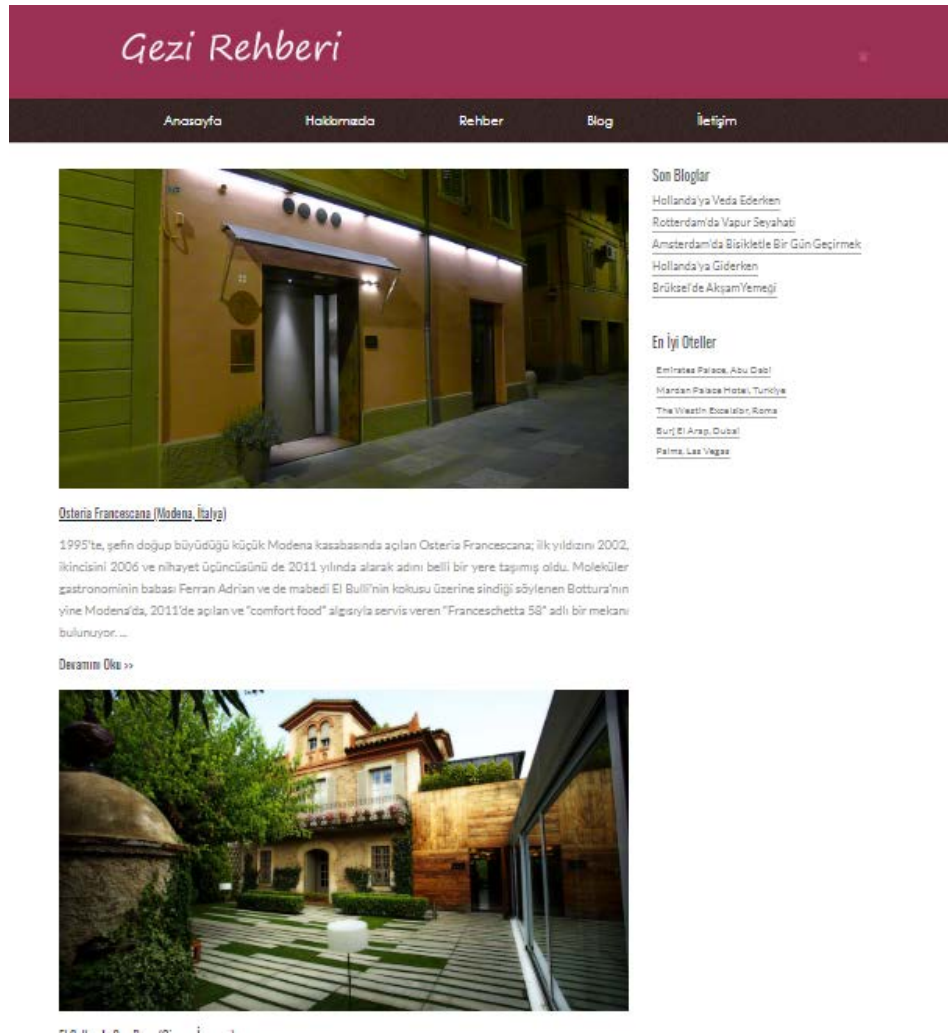 Gezi Rehberi
Anasayfa Hakkımızda Rehber Blog İletişim
Osteria Francescana (Modena, İtalya)
1995'te, şefin doğup büyüdüğü küçük Modena kasabasında açılan Osteria Francescana; ilk yıldızını 2002,
ikincisini 2006 ve nihayet üçüncüsünü de 2011 yılında alarak adını belli bir yere taşımış oldu. Moleküler
gastronominin babası Ferran Adrian ve de mabedi El Bulli'nin kokusu üzerine sindiği söylenen Bottura'nın
yine Modena'da, 2011'de açılan ve "comfort food" algısıyla servis veren "Franceschetta 58" adlı bir mekanı
bulunuyor. ...
Devamını Oku >>
Son Bloglar
Hollanda'ya Veda Ederken
Rotterdam'da Vapur Seyahati
Amsterdam'da Bisikletle Bir Gün Geçirmek
Hollanda'ya Giderken
Brüksel'de Akşam Yemeği
En İyi Oteller
Emirates Palace, Abu Dabi
Mardan Palace Hotel, Turkiye
The Westin Excelsior, Roma
Burj El Arap, Dubai
Palms, Las Vegas